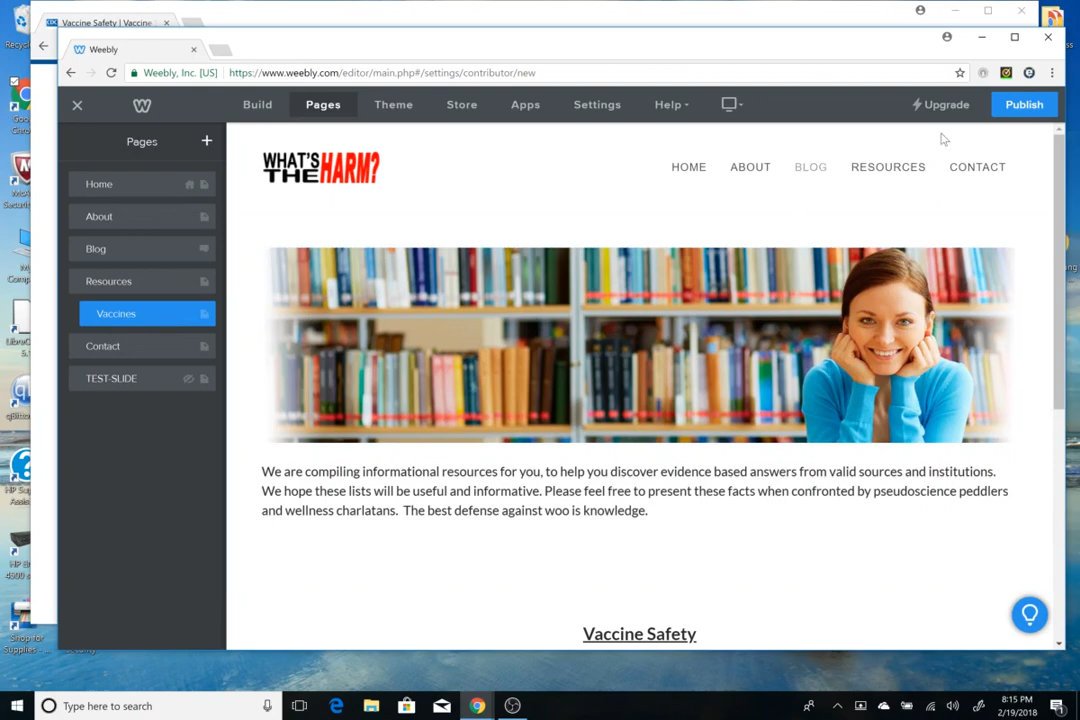 Vaccine Safety | Vaccine
Weebly
Weebly, Inc. [US]
https://www.weebly.com/editor/main.php#/settings/contributor/new
Build
Pages
Theme
Store
Apps
Settings
Help
Upgrade
Publish
Pages
+
Home
About
Blog
Resources
Vaccines
Contact
TEST-SLIDE
WHAT'S
THE HARM?
HOME
ABOUT
BLOG
RESOURCES
CONTACT
We are compiling informational resources for you, to help you discover evidence based answers from valid sources and institutions.
We hope these lists will be useful and informative. Please feel free to present these facts when confronted by pseudoscience peddlers
and wellness charlatans. The best defense against woo is knowledge.
Vaccine Safety
Shop for
Supplies -
Type here to search
8:15 PM
2/19/2018